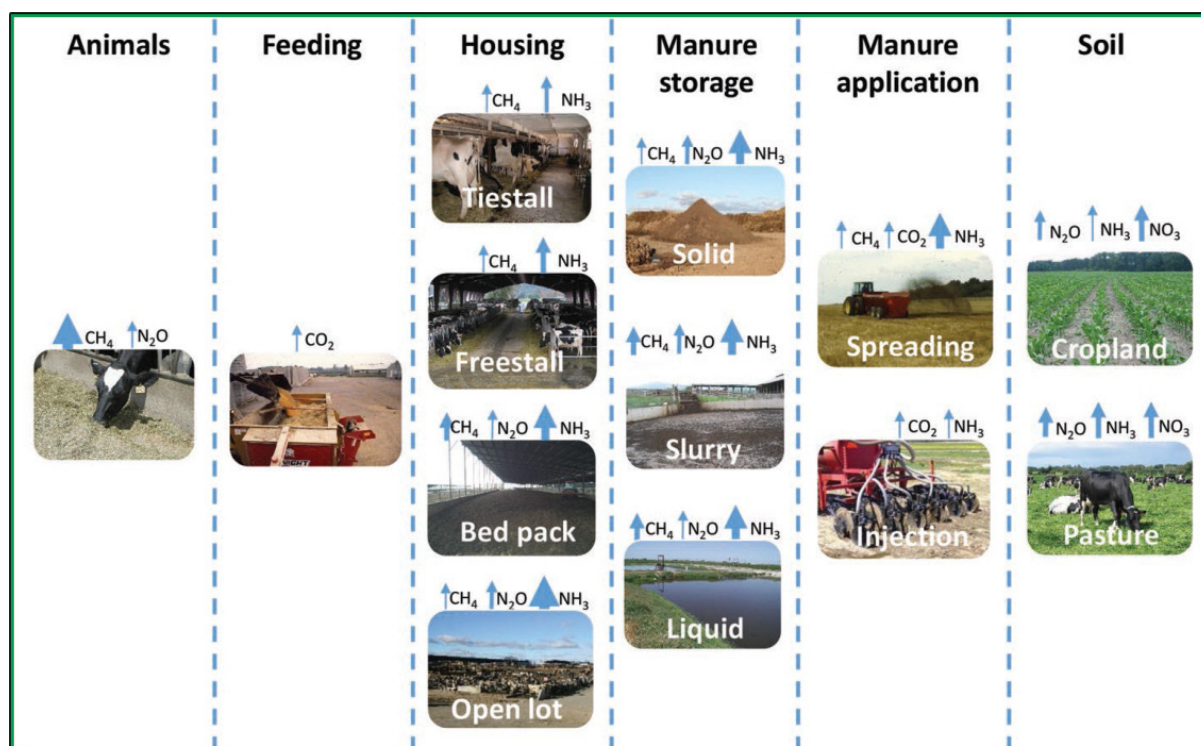 Animals
CH₄ N₂O
Feeding
CO₂
Housing
CH₄ NH₃
Tiestall
CH₄ NH₃
Freestall
CH₄ N₂O NH₃
Bed pack
CH₄ N₂O NH₃
Open lot
Manure
storage
CH₄ N₂O NH₃
Solid
CH₄ N₂O NH₃
Slurry
CH₄ N₂O NH₃
Liquid
Manure
application
CH₄ CO₂ NH₃
Spreading
CO₂ NH₃
Injection
Soil
N₂O NH₃ NO₃
Cropland
N₂O NH₃ NO₃
Pasture